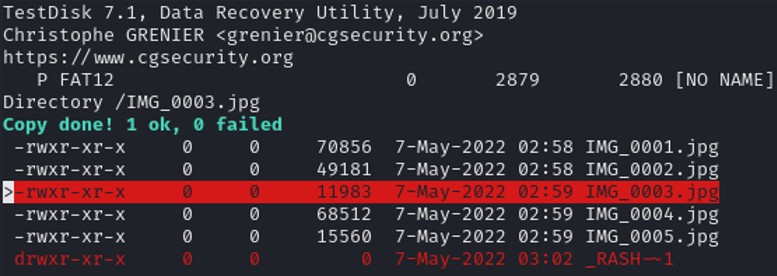 TestDisk 7.1, Data Recovery Utility, July 2019
Christophe GRENIER <grenier@cgsecurity.org>
https://www.cgsecurity.org
P FAT12 0 2879 2880 [NO NAME]
Directory /IMG_0003.jpg
Copy done! 1 ok, 0 failed
-rwxr-xr-x 0 0 70856 7-May-2022 02:58 IMG_0001.jpg
-rwxr-xr-x 0 0 49181 7-May-2022 02:58 IMG_0002.jpg
>-rwxr-xr-x 0 0 11983 7-May-2022 02:59 IMG_0003.jpg
-rwxr-xr-x 0 0 68512 7-May-2022 02:59 IMG_0004.jpg
-rwxr-xr-x 0 0 15560 7-May-2022 02:59 IMG_0005.jpg
drwxr-xr-x 0 0 0 7-May-2022 03:02 _RASH~~1